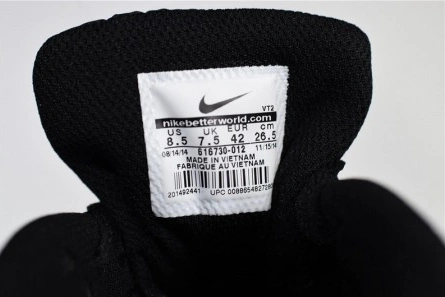 VT2
nikebetterworld.com
US UK EUR cm
8.5 7.5 42 26.5
08/14/14 616730-012 11/15/14
MADE IN VIETNAM
FABRIQUE AU VIETNAM
201492441 UPC